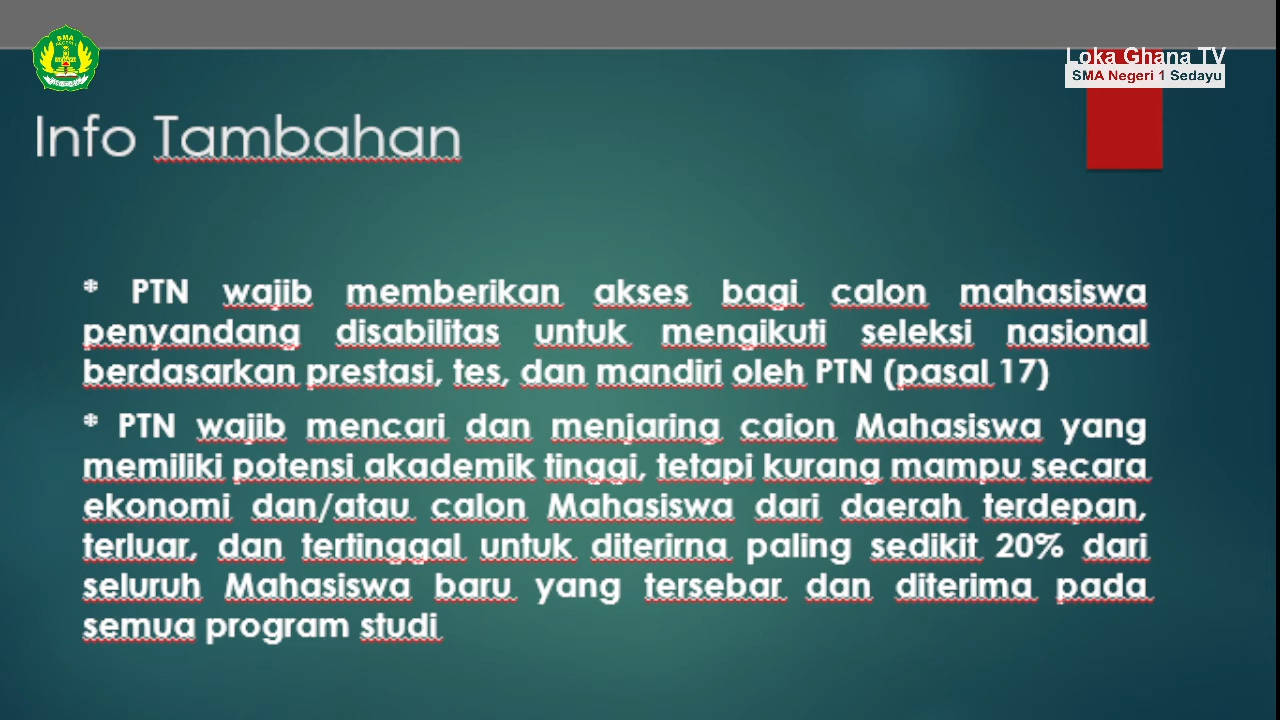 SMA
Loka Ghana TV
SMA Negeri 1 Sedayu
Info Tambahan
* PTN wajib memberikan akses bagi calon mahasiswa
penyandang disabilitas untuk mengikuti seleksi nasional
berdasarkan prestasi, tes, dan mandiri oleh PTN (pasal 17)
* PTN wajib mencari dan menjaring caion Mahasiswa yang
memiliki potensi akademik tinggi, tetapi kurang mampu secara
ekonomi dan/atau calon Mahasiswa dari daerah terdepan,
terluar, dan tertinggal untuk diterirna paling sedikit 20% dari
seluruh Mahasiswa baru yang tersebar dan diterima pada
semua program studi